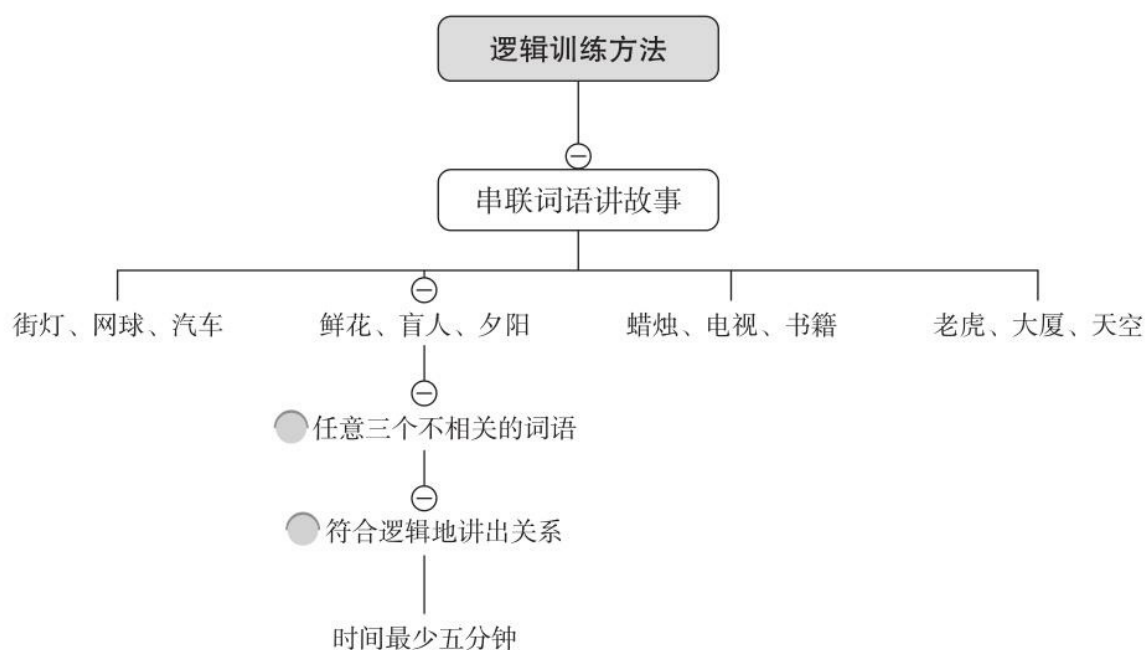 逻辑训练方法
串联词语讲故事
街灯、网球、汽车
鲜花、盲人、夕阳
蜡烛、电视、书籍
老虎、大厦、天空
任意三个不相关的词语
符合逻辑地讲出关系
时间最少五分钟